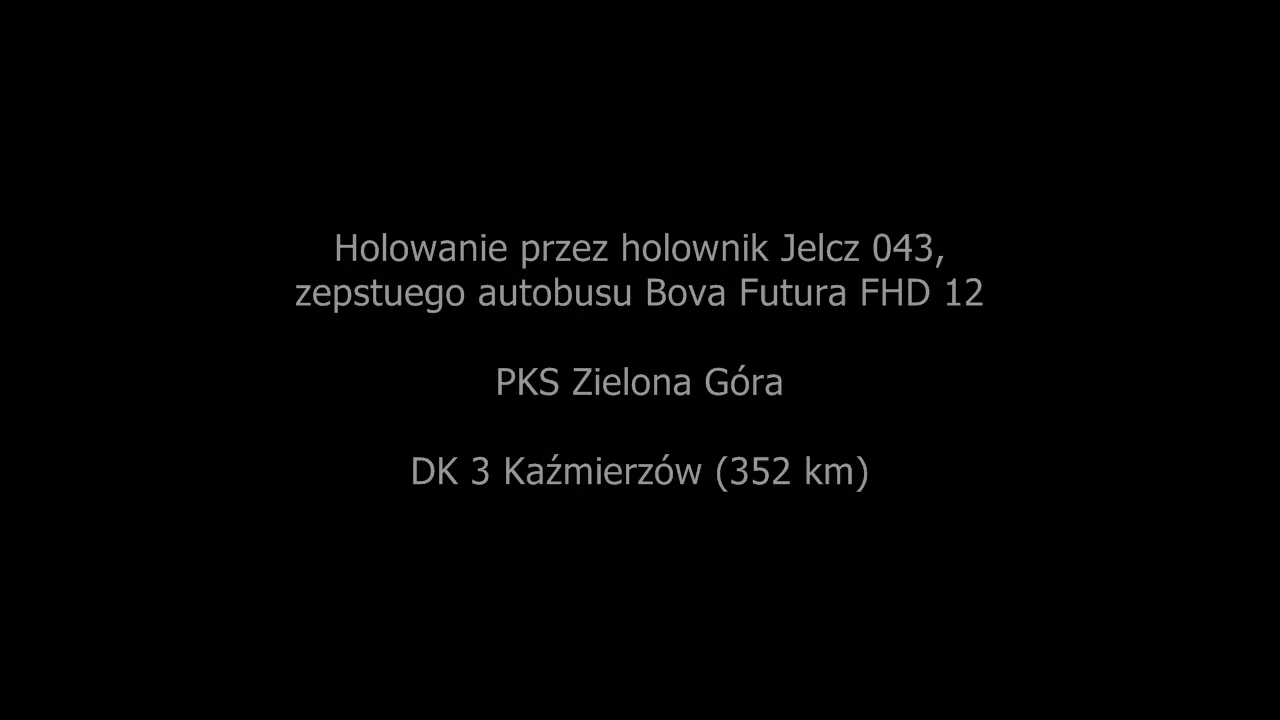 Holowanie przez holownik Jelcz 043,
zepstuego autobusu Bova Futura FHD 12
PKS Zielona Góra
DK 3 Kaźmierzów (352 km)